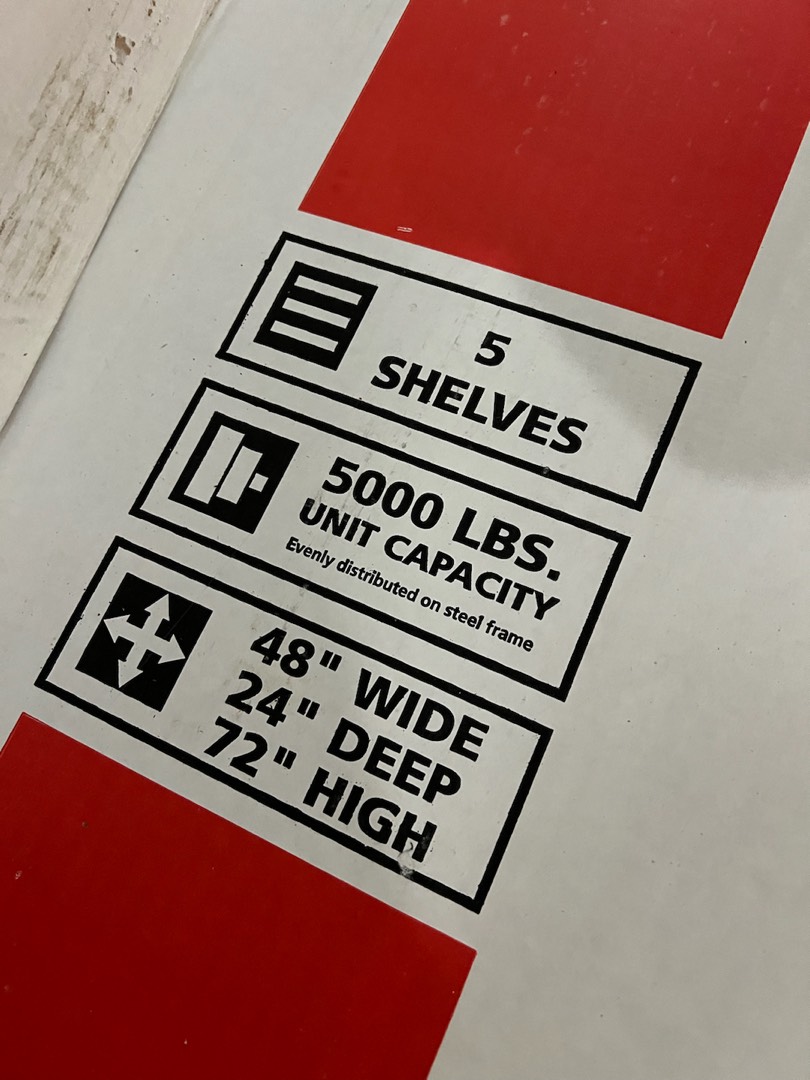 5
SHELVES
5000 LBS.
UNIT CAPACITY
Evenly distributed on steel frame
48" WIDE
24" DEEP
72" HIGH